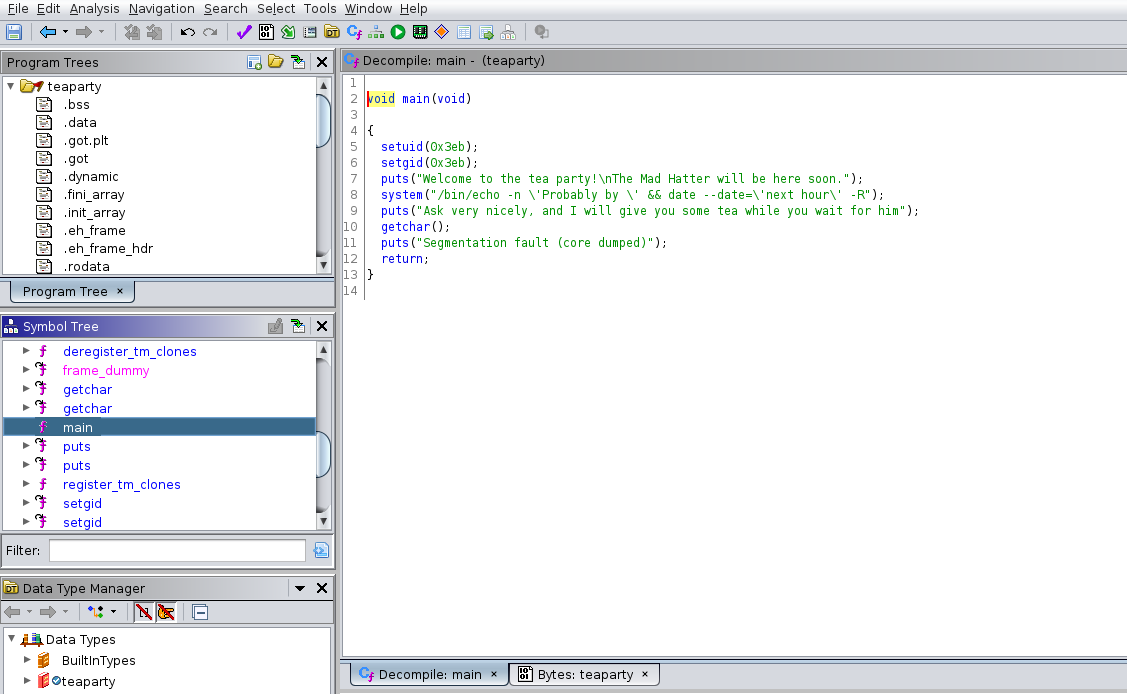 File Edit Analysis Navigation Search Select Tools Window Help
Program Trees
teaparty
.bss
.data
.got.plt
.got
.dynamic
.fini_array
.init_array
.eh_frame
.eh_frame_hdr
.rodata
Program Tree ×
Symbol Tree
deregister_tm_clones
frame_dummy
getchar
getchar
main
puts
puts
register_tm_clones
setgid
setgid
Filter:
Data Type Manager
Data Types
BuiltInTypes
teaparty
Decompile: main - (teaparty)
1
2 void main(void)
3
4 {
5 setuid(0x3eb);
6 setgid(0x3eb);
7 puts("Welcome to the tea party!\nThe Mad Hatter will be here soon.");
8 system("/bin/echo -n \'Probably by \' && date --date=\'next hour\' -R");
9 puts("Ask very nicely, and I will give you some tea while you wait for him");
10 getchar();
11 puts("Segmentation fault (core dumped)");
12 return;
13 }
14
Decompile: main × Bytes: teaparty ×